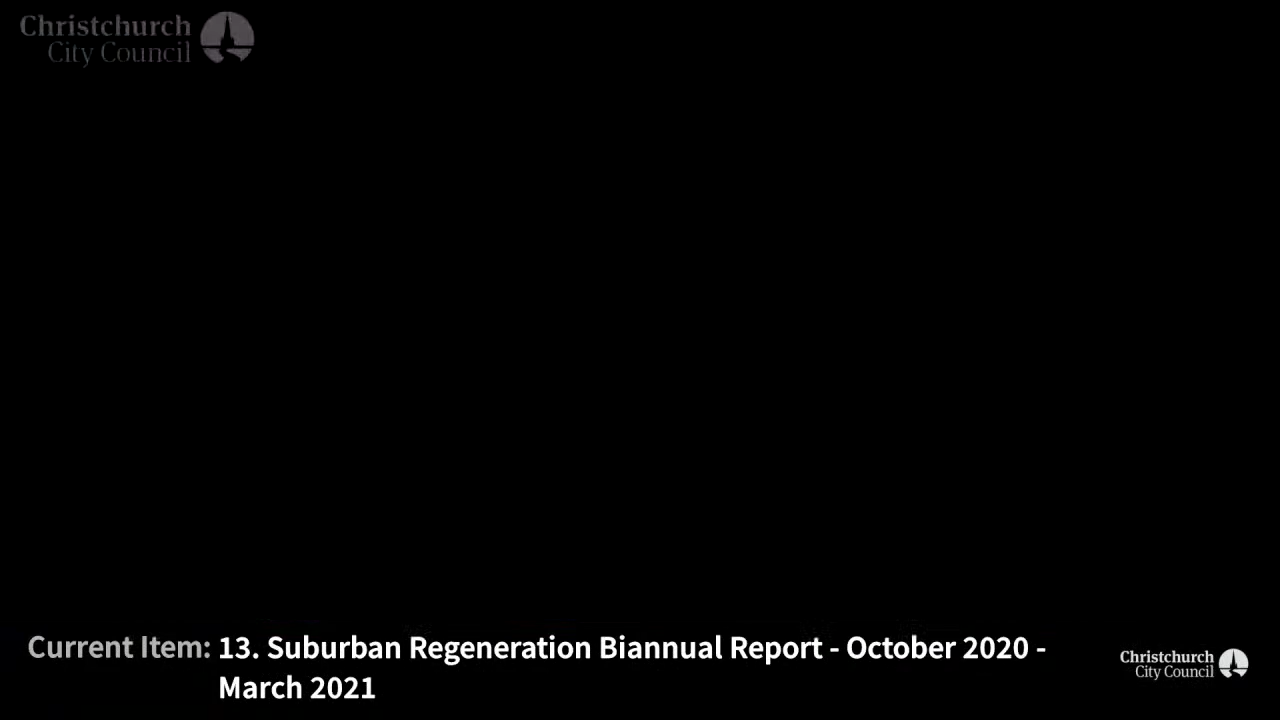 Christchurch
City Council
Current Item: 13. Suburban Regeneration Biannual Report - October 2020 -
March 2021
Christchurch
City Council